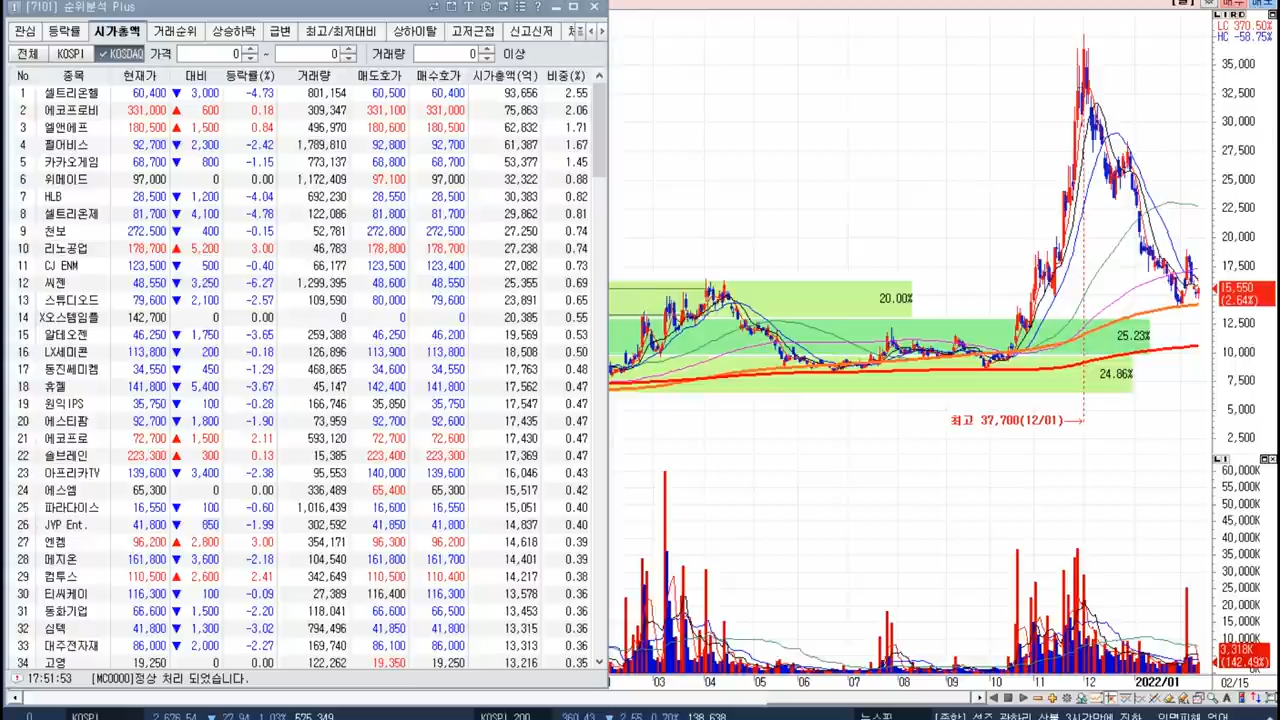 [7101] 순위분석 Plus
관심 등락률 시가총액 거래순위 상승하락 급변 최고/최저대비 상하이탈 고저근접 신고신저
전체 KOSPI KOSDAQ 가격 0 ~ 0 거래량 0 이상
No 종목 현재가 대비 등락률(%) 거래량 매도호가 매수호가 시가총액(억) 비중(%)
1 셀트리온헬 60,400 ▼ 3,000 -4.73 801,154 60,500 60,400 93,656 2.55
2 에코프로비 331,000 ▲ 600 0.18 309,347 331,100 331,000 75,863 2.06
3 엘앤에프 180,500 ▲ 1,500 0.84 496,970 180,600 180,500 62,832 1.71
4 펄어비스 92,700 ▼ 2,300 -2.42 1,789,810 92,800 92,700 61,387 1.67
5 카카오게임 68,700 ▼ 800 -1.15 773,137 68,800 68,700 53,377 1.45
6 위메이드 97,000 0 0.00 1,172,409 97,100 97,000 32,322 0.88
7 HLB 28,500 ▼ 1,200 -4.04 692,230 28,550 28,500 30,383 0.82
8 셀트리온제 81,700 ▼ 4,100 -4.78 122,086 81,800 81,700 29,862 0.81
9 천보 272,500 ▼ 400 -0.15 52,781 272,800 272,500 27,250 0.74
10 리노공업 178,700 ▲ 5,200 3.00 46,783 178,800 178,700 27,238 0.74
11 CJ ENM 123,500 ▼ 500 -0.40 66,177 123,500 123,400 27,082 0.73
12 씨젠 48,550 ▼ 3,250 -6.27 1,299,395 48,600 48,550 25,355 0.69
13 스튜디오드 79,600 ▼ 2,100 -2.57 109,590 80,000 79,600 23,891 0.65
14 X오스템임플 142,700 0 0.00 0 0 0 20,385 0.55
15 알테오젠 46,250 ▼ 1,750 -3.65 259,388 46,250 46,200 19,569 0.53
16 LX세미콘 113,800 ▼ 200 -0.18 126,896 113,900 113,800 18,508 0.50
17 동진쎄미켐 34,550 ▼ 450 -1.29 468,865 34,600 34,550 17,763 0.48
18 휴젤 141,800 ▼ 5,400 -3.67 45,147 142,400 141,800 17,562 0.47
19 원익IPS 35,750 ▼ 100 -0.28 166,746 35,850 35,750 17,547 0.47
20 에스티팜 92,700 ▼ 1,800 -1.90 73,959 92,700 92,600 17,437 0.47
21 에코프로 72,700 ▲ 1,500 2.11 593,120 72,700 72,600 17,430 0.47
22 솔브레인 223,300 ▲ 300 0.13 15,385 223,400 223,300 17,369 0.47
23 아프리카TV 139,600 ▼ 3,400 -2.38 95,553 140,000 139,600 16,046 0.43
24 에스엠 65,300 0 0.00 336,489 65,400 65,300 15,517 0.42
25 파라다이스 16,550 ▼ 100 -0.60 1,016,439 16,600 16,550 15,051 0.40
26 JYP Ent. 41,800 ▼ 850 -1.99 302,592 41,850 41,800 14,837 0.40
27 엔켐 96,200 ▲ 2,800 3.00 354,171 96,300 96,200 14,618 0.39
28 메지온 161,800 ▼ 3,600 -2.18 104,540 161,800 161,700 14,401 0.39
29 컴투스 110,500 ▲ 2,600 2.41 342,649 110,500 110,400 14,217 0.38
30 티씨케이 116,300 ▼ 100 -0.09 27,389 116,400 116,300 13,578 0.36
31 동화기업 66,600 ▼ 1,500 -2.20 118,041 66,600 66,500 13,453 0.36
32 심텍 41,800 ▼ 1,300 -3.02 794,496 41,850 41,800 13,315 0.36
33 대주전자재 86,000 ▼ 2,000 -2.27 169,740 86,100 86,000 13,313 0.36
34 고영 19,250 0 0.00 122,262 19,350 19,250 13,216 0.35
17:51:53 [MC0000]정상 처리 되었습니다.
LC 370.50%
HC -58.75%
35,000
32,500
30,000
27,500
25,000
22,500
20,000
17,500
15,550
(2.64%)
12,500
10,000
7,500
5,000
2,500
20.00%
25.23%
24.86%
최고 37,700(12/01)→
60,000K
55,000K
50,000K
45,000K
40,000K
35,000K
30,000K
25,000K
20,000K
15,000K
10,000K
3,318K
(142.49%)
'03 '04 '05 '06 '07 '08 '09 '10 '11 '12 2022/01 02/15
KOSPI 2,676.54 ▼ 27.94 1.03% 575,349 KOSPI 200 360.43 ▼ 2.55 0.70% 138,638